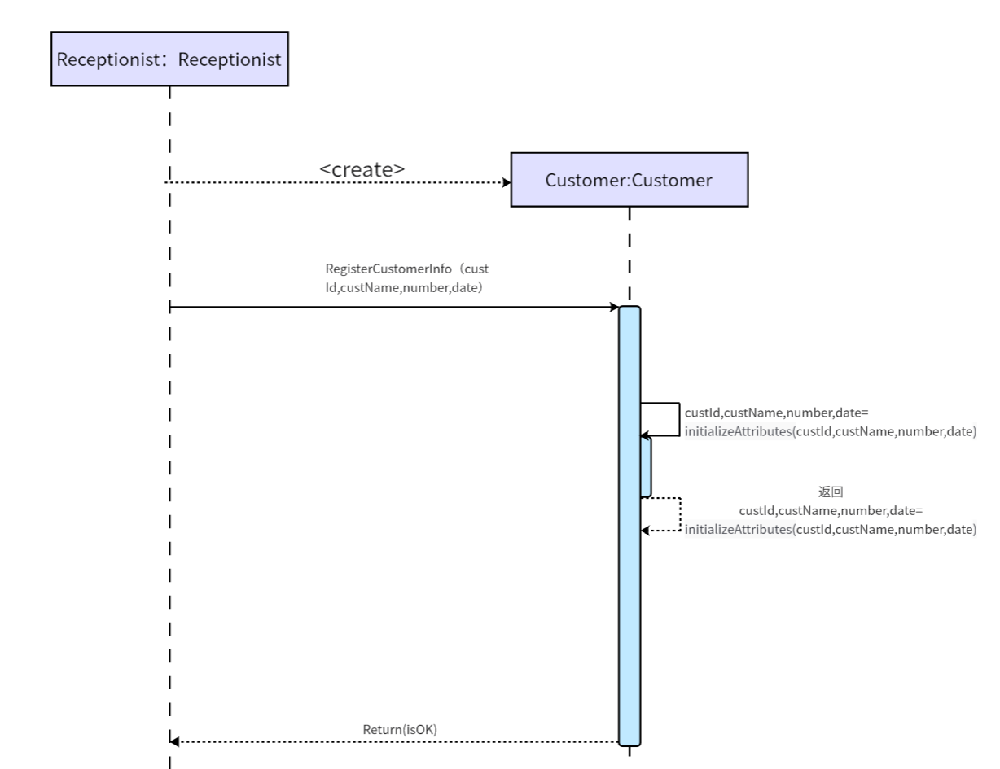 Receptionist：Receptionist
<create>
Customer:Customer
RegisterCustomerInfo（cust
Id,custName,number,date）
custId,custName,number,date=
initializeAttributes(custId,custName,number,date)
返回
custId,custName,number,date=
initializeAttributes(custId,custName,number,date)
Return(isOK)